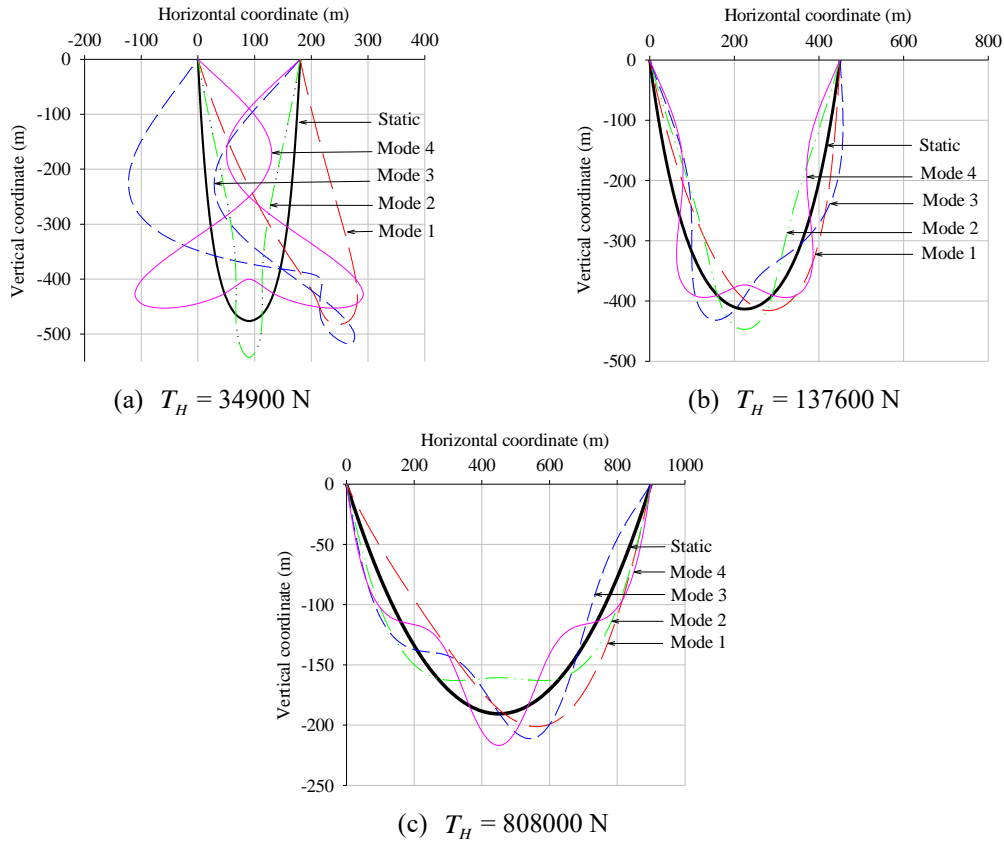 Horizontal coordinate (m)
-200 -100 0 100 200 300 400
0
-100
-200
-300
-400
-500
Vertical coordinate (m)
Static
Mode 4
Mode 3
Mode 2
Mode 1
(a) T_H = 34900 N
Horizontal coordinate (m)
0 200 400 600 800
0
-100
-200
-300
-400
-500
Vertical coordinate (m)
Static
Mode 4
Mode 3
Mode 2
Mode 1
(b) T_H = 137600 N
Horizontal coordinate (m)
0 200 400 600 800 1000
0
-50
-100
-150
-200
-250
Vertical coordinate (m)
Static
Mode 4
Mode 3
Mode 2
Mode 1
(c) T_H = 808000 N